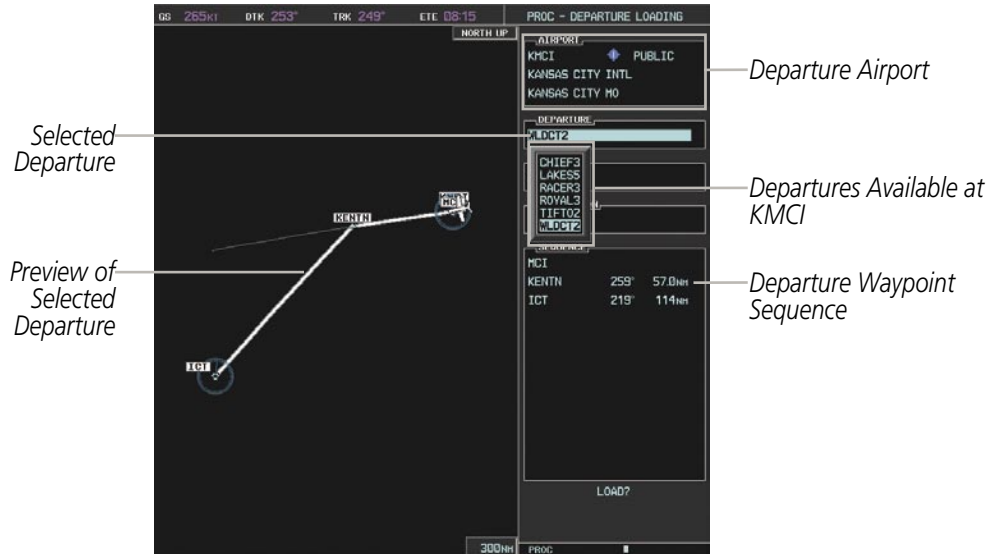 GS 265KT DTK 253° TRK 249° ETE 08:15
PROC - DEPARTURE LOADING
NORTH UP
AIRPORT
KMCI PUBLIC
KANSAS CITY INTL
KANSAS CITY MO
Departure Airport
DEPARTURE
WLDCT2
Selected
Departure
CHIEF3
LAKES5
RACER3
ROYAL3
TIFTO2
WLDCT2
Departures Available at
KMCI
KENTN
MCI
ICT
Preview of
Selected
Departure
SEQUENCE
MCI
KENTN 259° 57.0NM
ICT 219° 114NM
Departure Waypoint
Sequence
LOAD?
300NM
PROC